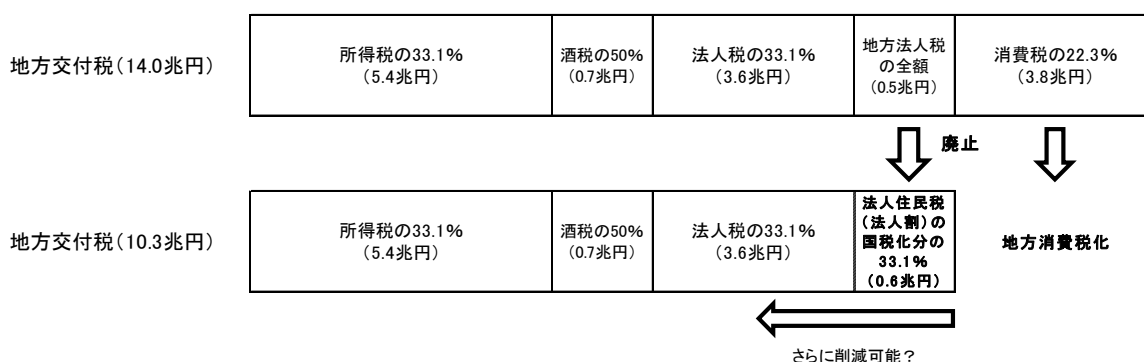 地方交付税(14.0兆円)
所得税の33.1%
(5.4兆円)
酒税の50%
(0.7兆円)
法人税の33.1%
(3.6兆円)
地方法人税
の全額
(0.5兆円)
消費税の22.3%
(3.8兆円)
廃止
地方交付税(10.3兆円)
所得税の33.1%
(5.4兆円)
酒税の50%
(0.7兆円)
法人税の33.1%
(3.6兆円)
法人住民税
(法人割)の
国税化分の
33.1%
(0.6兆円)
地方消費税化
さらに削減可能?